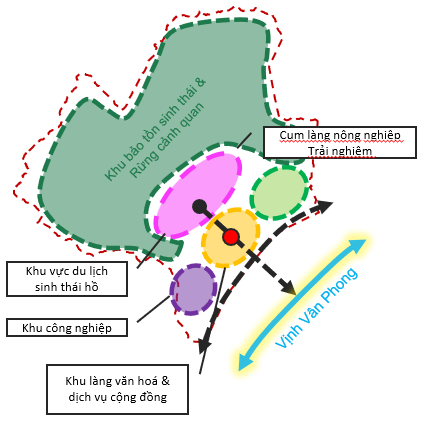 Khu bảo tồn sinh thái &
Rừng cảnh quan
Cụm làng nông nghiệp
Trải nghiệm
Khu vực du lịch
sinh thái hồ
Khu công nghiệp
Vịnh Vân Phong
Khu làng văn hoá &
dịch vụ cộng đồng